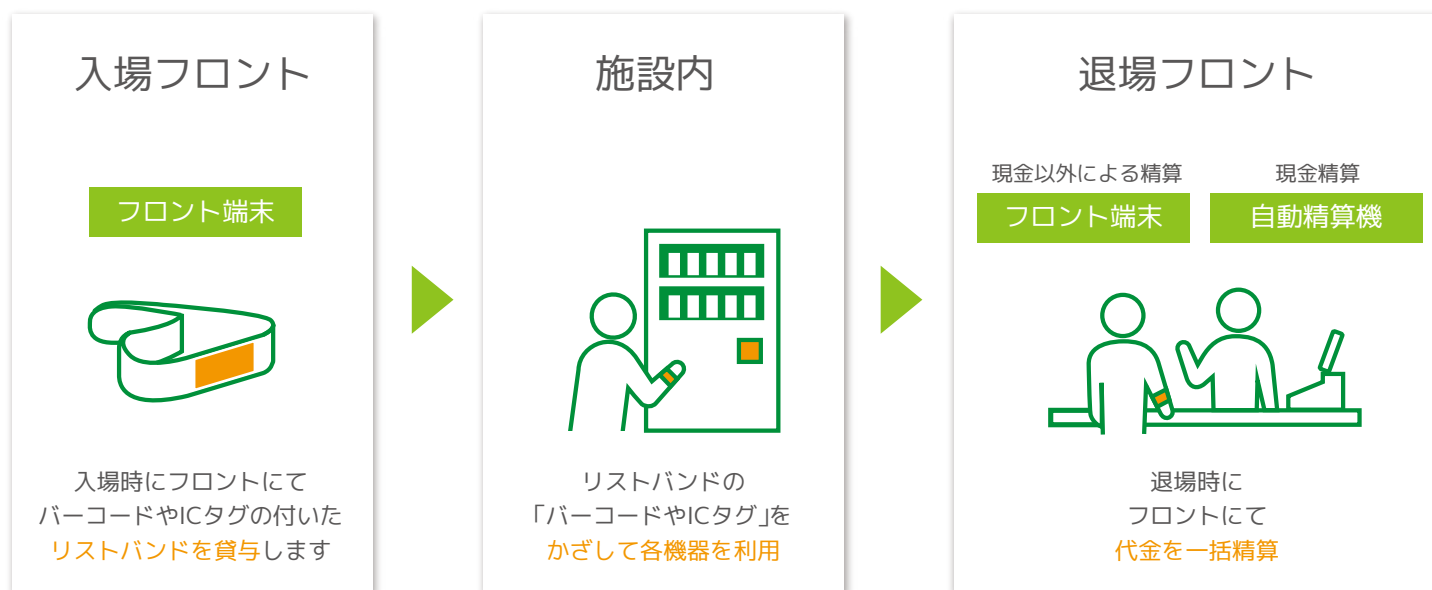 入場フロント
フロント端末
入場時にフロントにて
バーコードやICタグの付いた
リストバンドを貸与します
施設内
リストバンドの
「バーコードやICタグ」を
かざして各機器を利用
退場フロント
現金以外による精算
フロント端末
現金精算
自動精算機
退場時に
フロントにて
代金を一括精算